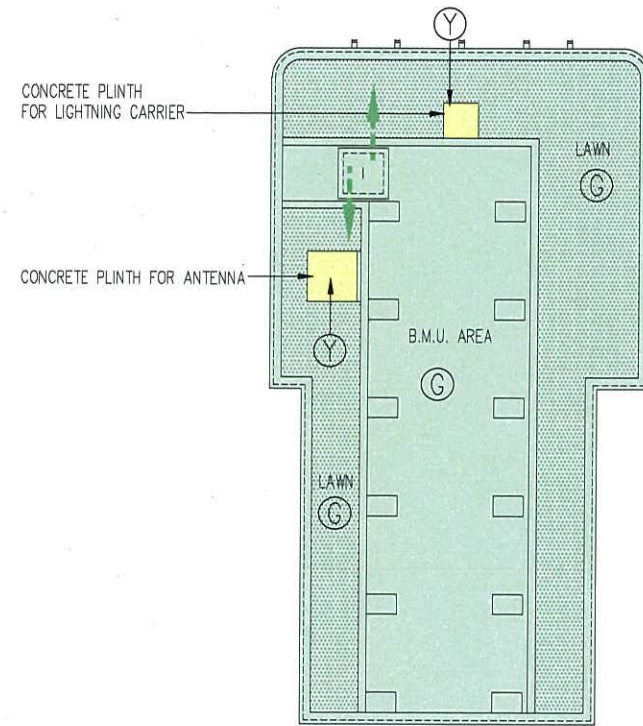 Y
CONCRETE PLINTH
FOR LIGHTNING CARRIER
LAWN
G
CONCRETE PLINTH FOR ANTENNA
Y
B.M.U. AREA
G
LAWN
G